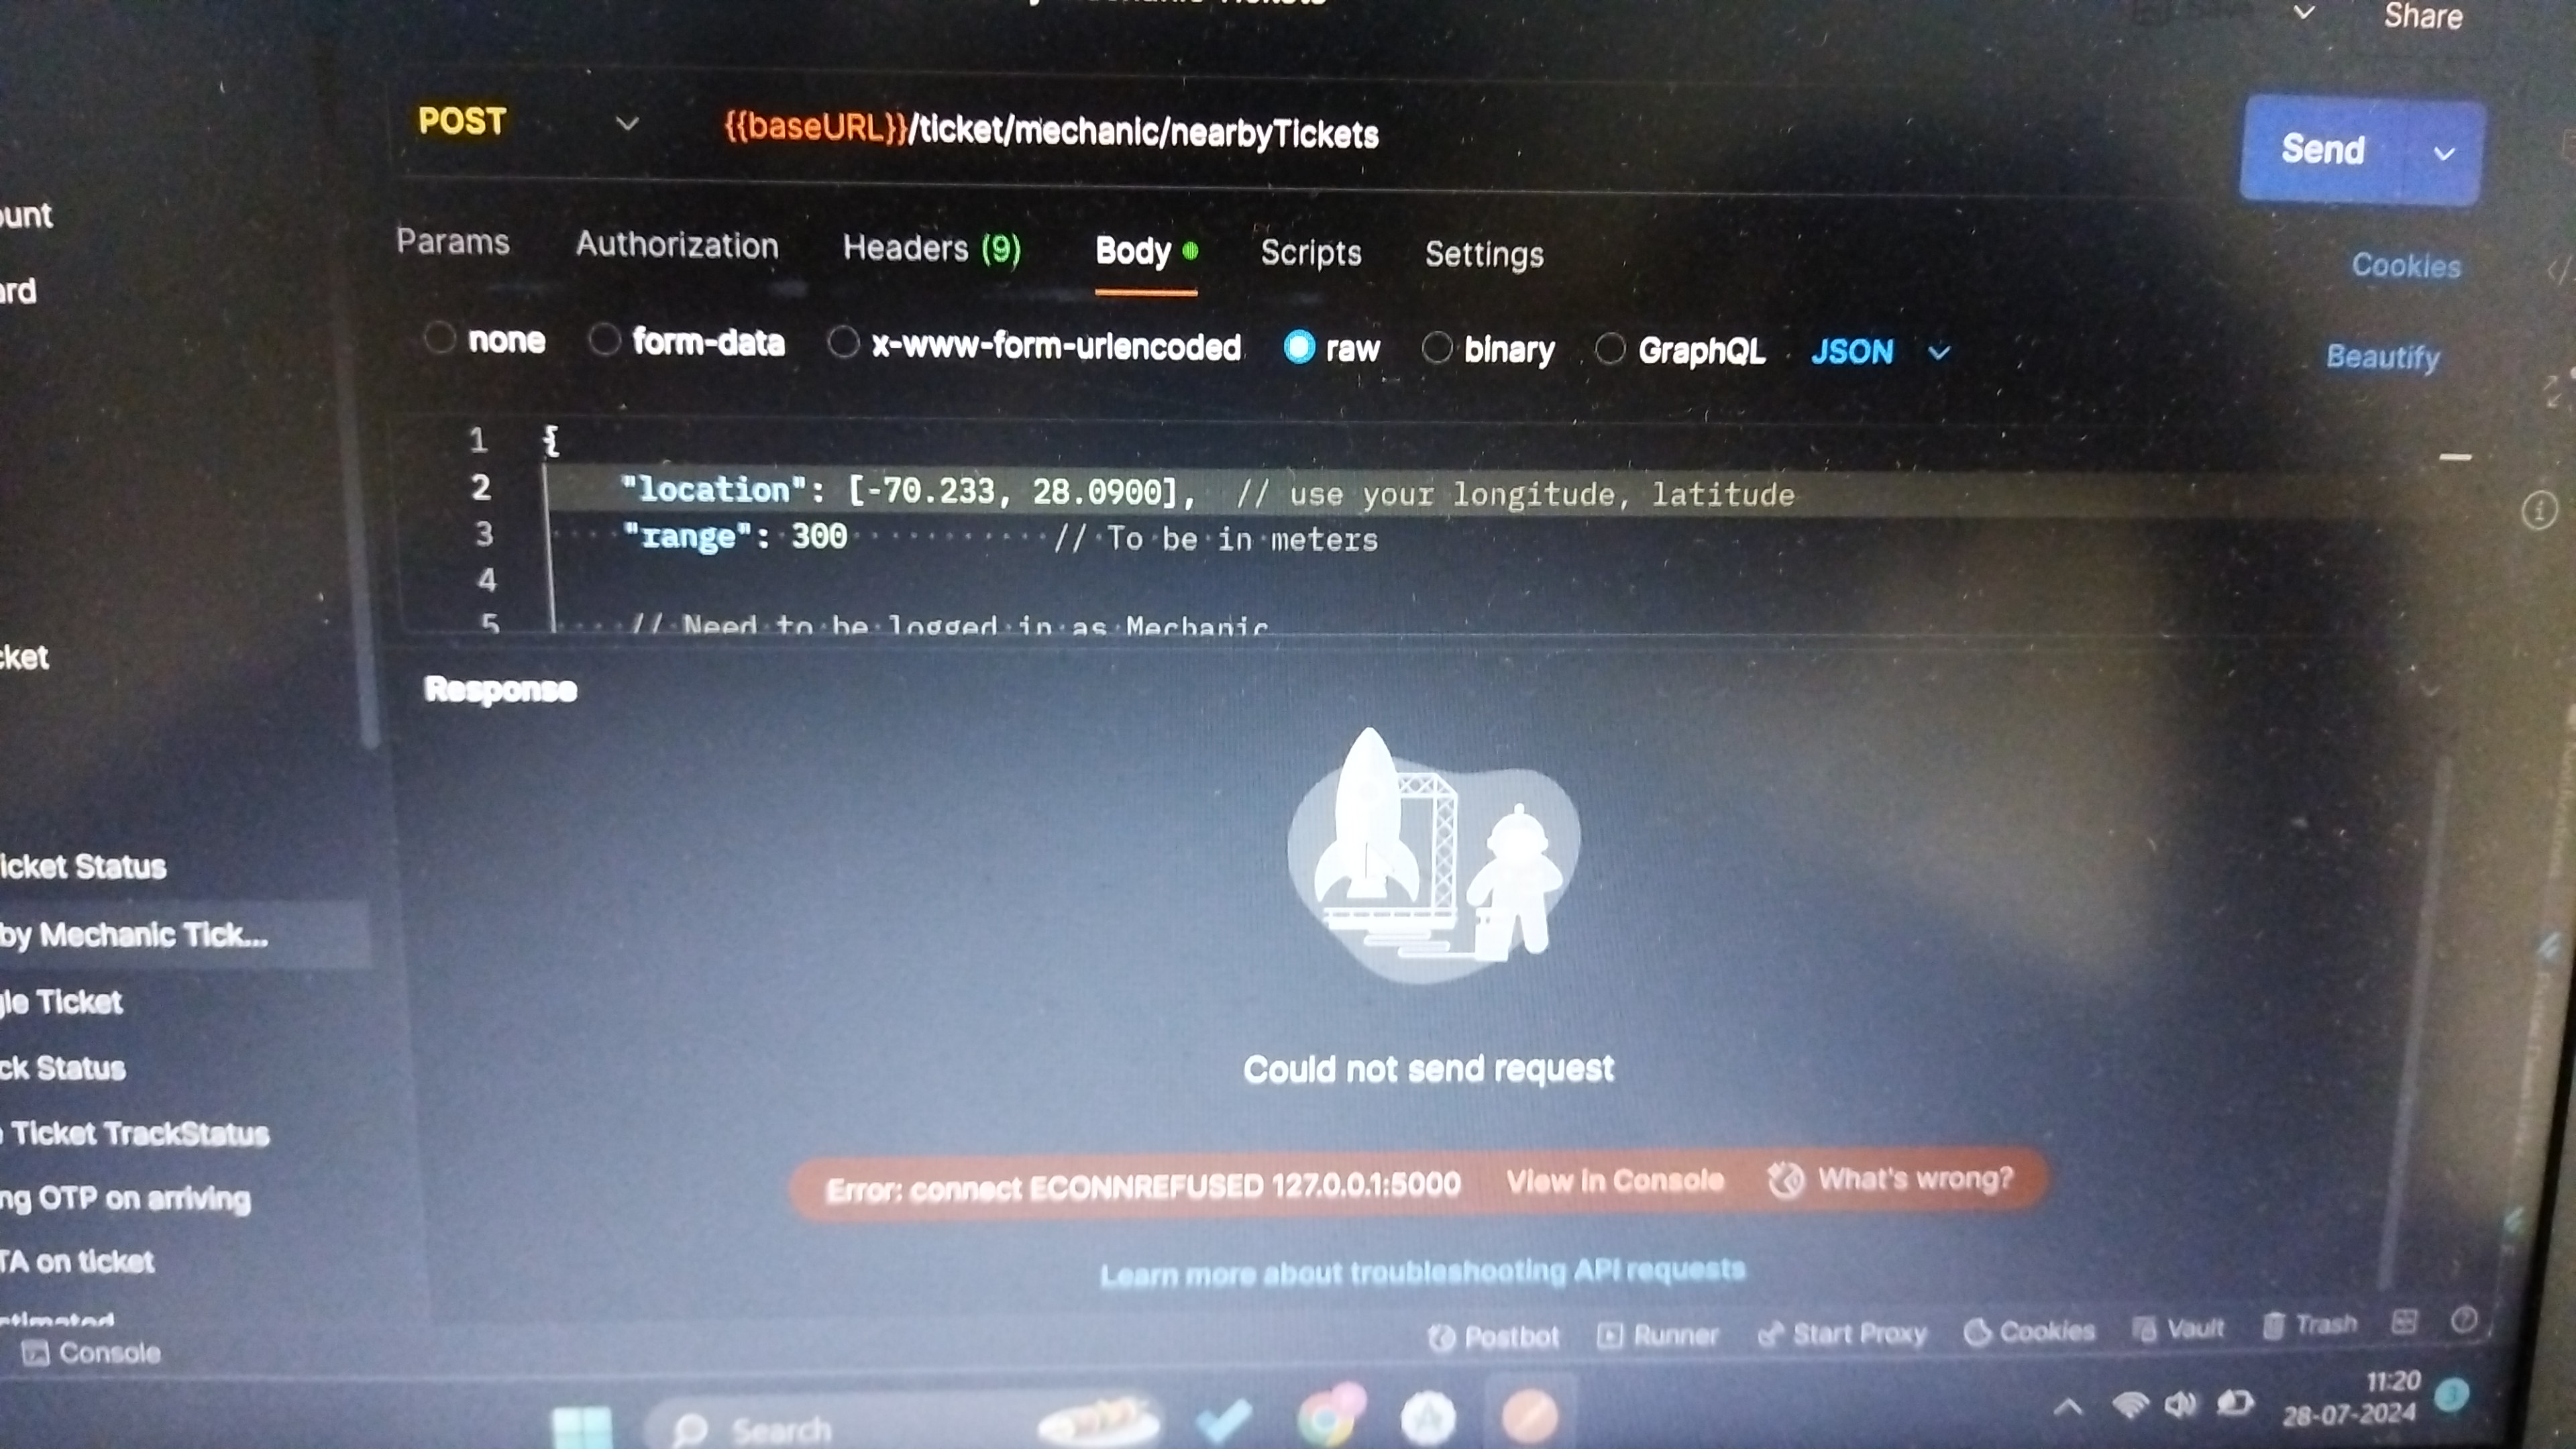 Share
POST {{baseURL}}/ticket/mechanic/nearbyTickets Send
Params Authorization Headers (9) Body Scripts Settings Cookies
none form-data x-www-form-urlencoded raw binary GraphQL JSON Beautify
1 {
2 "location": [-70.233, 28.0900], // use your longitude, latitude
3 "range": 300 // To be in meters
4
5 // Need to be logged in as Mechanic
Response
Could not send request
Error: connect ECONNREFUSED 127.0.0.1:5000 View in Console What's wrong?
Learn more about troubleshooting API requests
ount
ard
cket
icket Status
by Mechanic Tick...
gle Ticket
ck Status
Ticket TrackStatus
ng OTP on arriving
TA on ticket
Console Postbot Runner Start Proxy Cookies Vault Trash
Search
11:20
28-07-2024
3